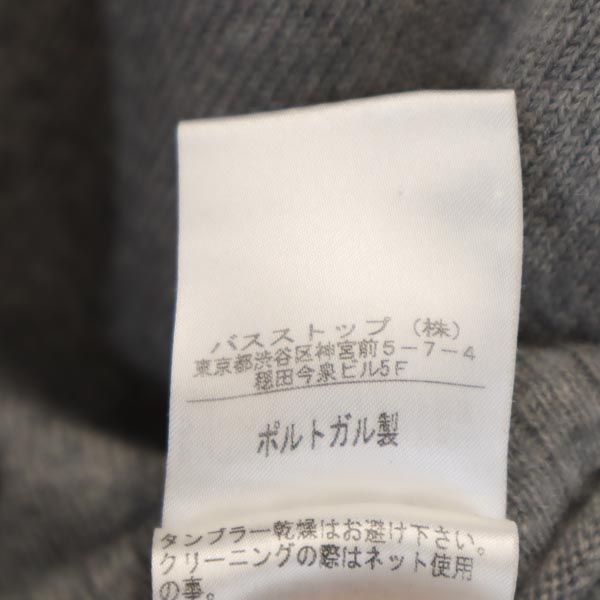 バスストップ（株）
東京都渋谷区神宮前5-7-4
穏田今泉ビル5F
ポルトガル製
タンブラー乾燥はお避け下さい。
クリーニングの際はネット使用
の事。